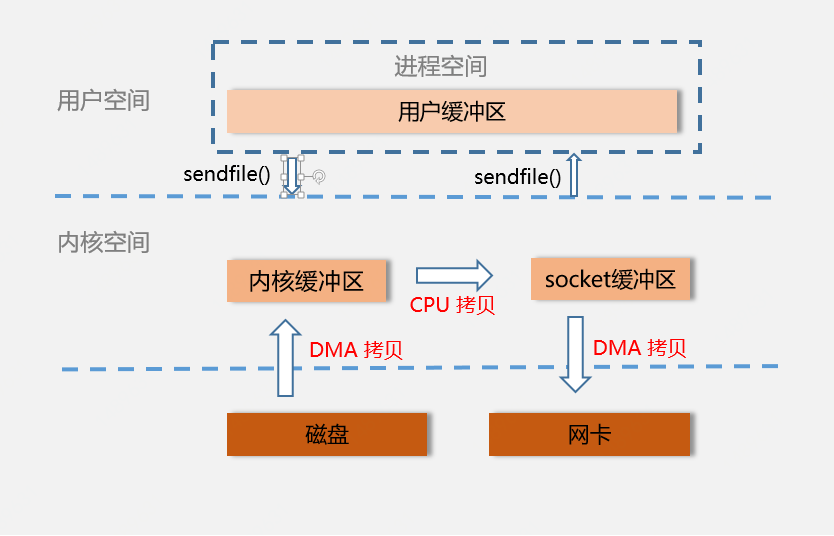 进程空间
用户空间
用户缓冲区
sendfile()
sendfile()
内核空间
内核缓冲区
socket缓冲区
CPU 拷贝
DMA 拷贝
DMA 拷贝
磁盘
网卡